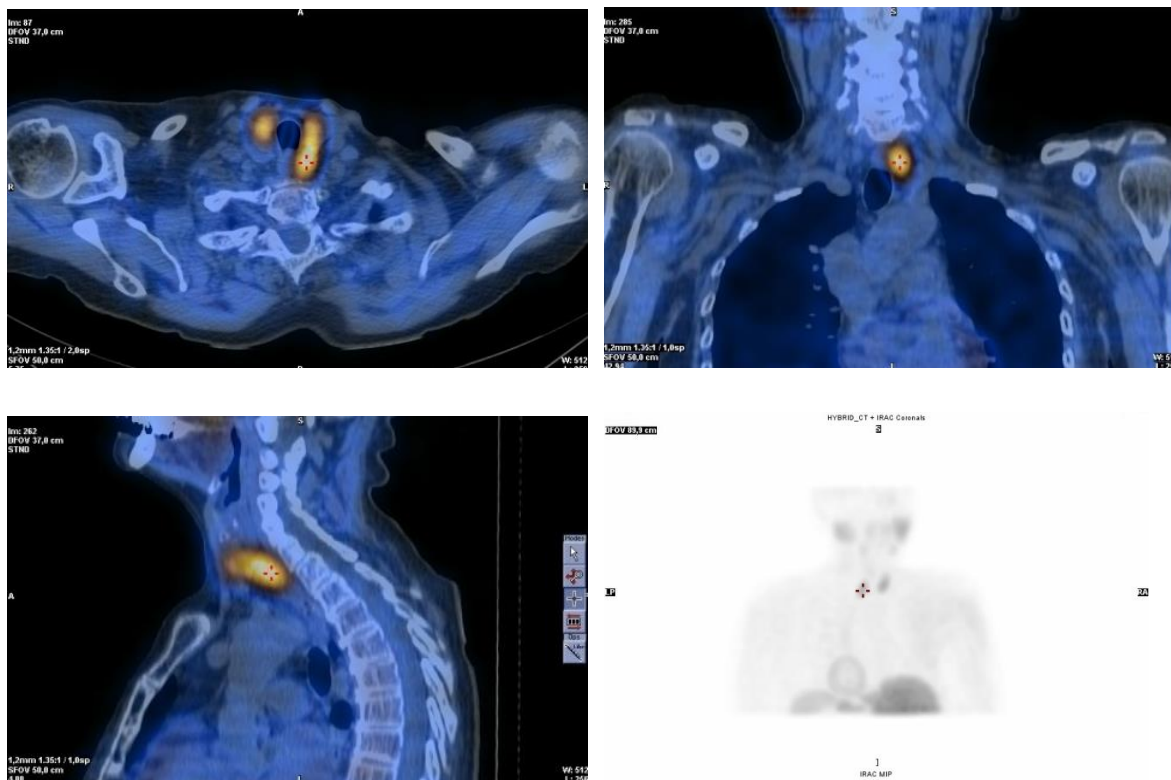 A
Im: 87
DFOV 37,0 cm
STND
R
L
1,2mm 1.35:1 / 2,0sp
SFOV 50,0 cm
W: 512
S
Im: 285
DFOV 37,0 cm
STND
R
1,2mm 1.35:1 / 1,0sp
SFOV 50,0 cm
S
Im: 262
DFOV 37,0 cm
STND
Modes
A
1,2mm 1.35:1 / 1,0sp
SFOV 50,0 cm
W: 512
HYBRID_CT + IRAC Coronals
DFOV 89,9 cm
S
LP
RA
I
IRAC MIP